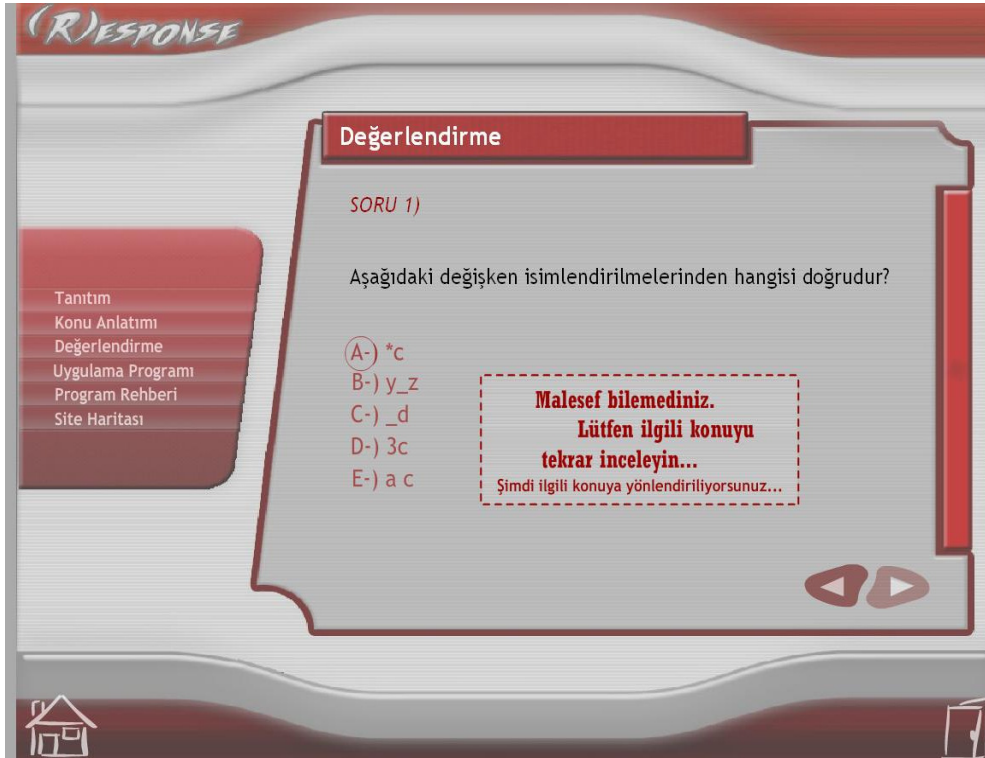 (R)ESPONSE
Değerlendirme
SORU 1)
Aşağıdaki değişken isimlendirilmelerinden hangisi doğrudur?
A-) *c
B-) y_z
C-) _d
D-) 3c
E-) a c
Malesef bilemediniz.
Lütfen ilgili konuyu
tekrar inceleyin...
Şimdi ilgili konuya yönlendiriliyorsunuz...
Tanıtım
Konu Anlatımı
Değerlendirme
Uygulama Programı
Program Rehberi
Site Haritası